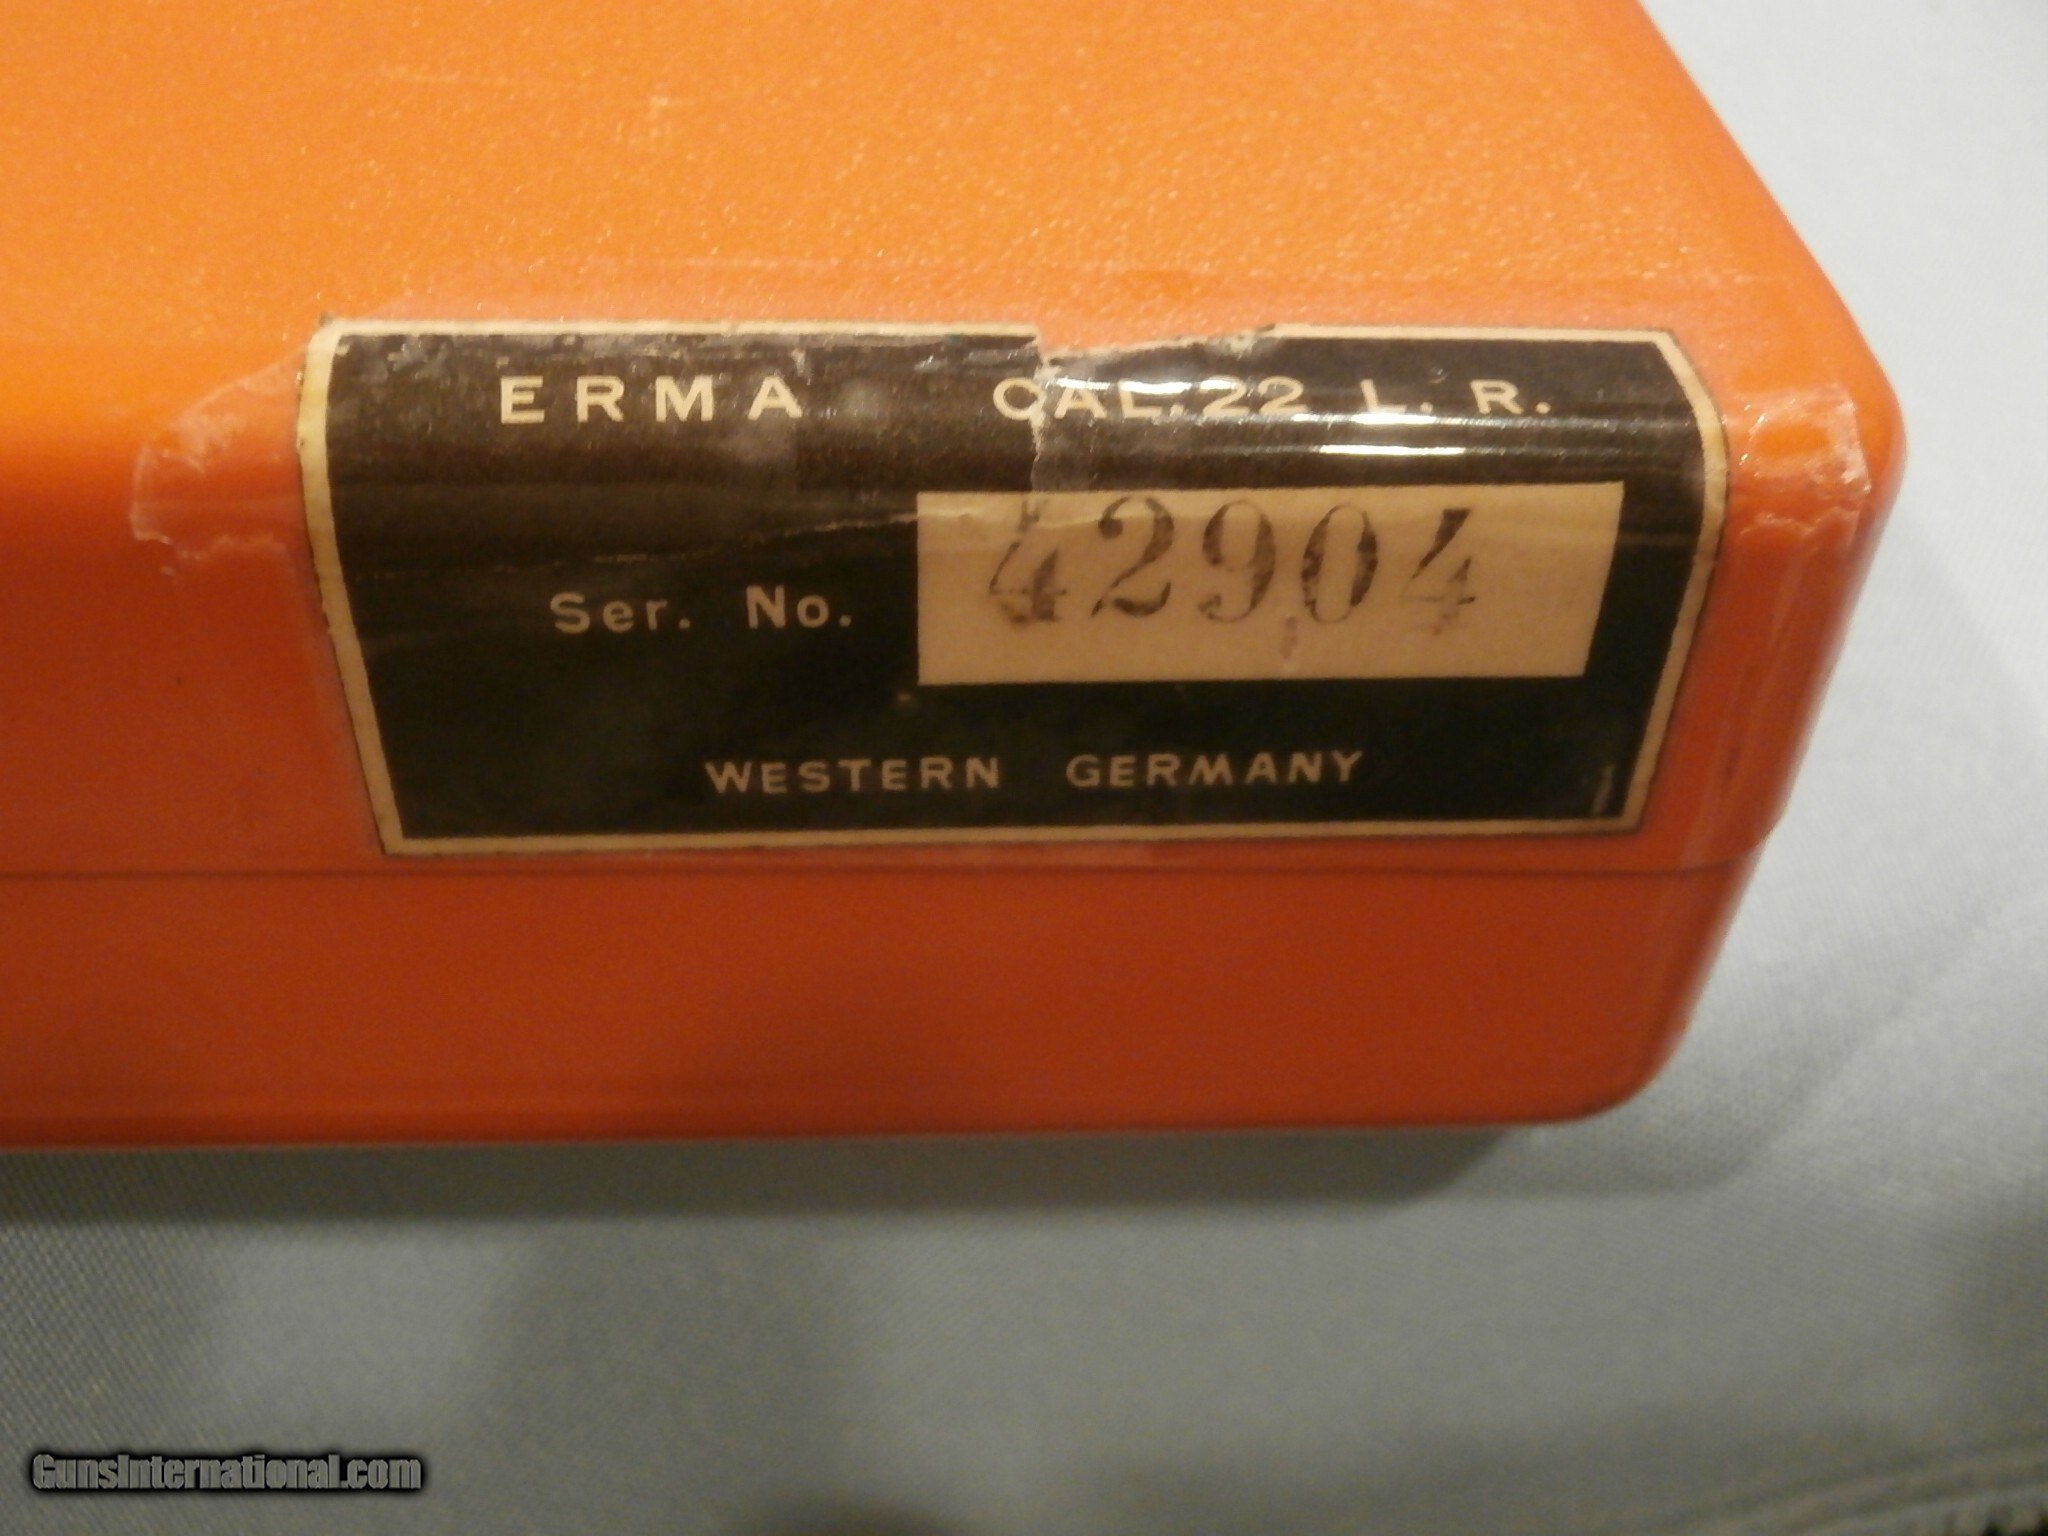 ERMA CAL. 22 L. R.
Ser. No. 42904
WESTERN GERMANY
GunsInternational.com